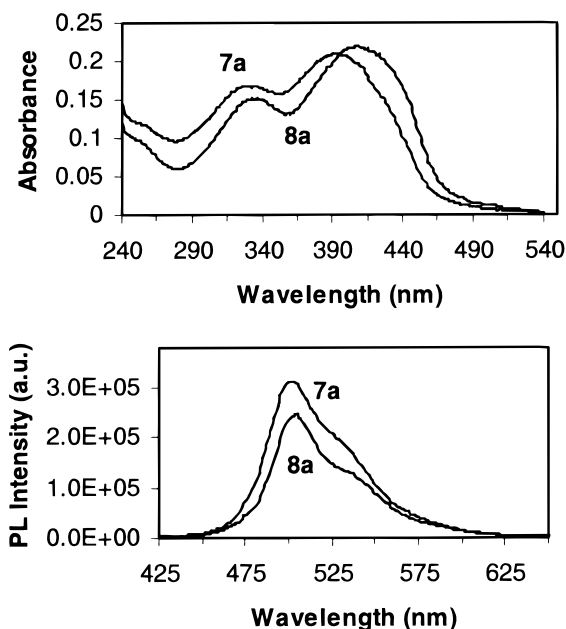 0.25
0.2
0.15
0.1
0.05
0
Absorbance
7a
8a
240 290 340 390 440 490 540
Wavelength (nm)
3.0E+05
2.0E+05
1.0E+05
0.0E+00
PL Intensity (a.u.)
7a
8a
425 475 525 575 625
Wavelength (nm)